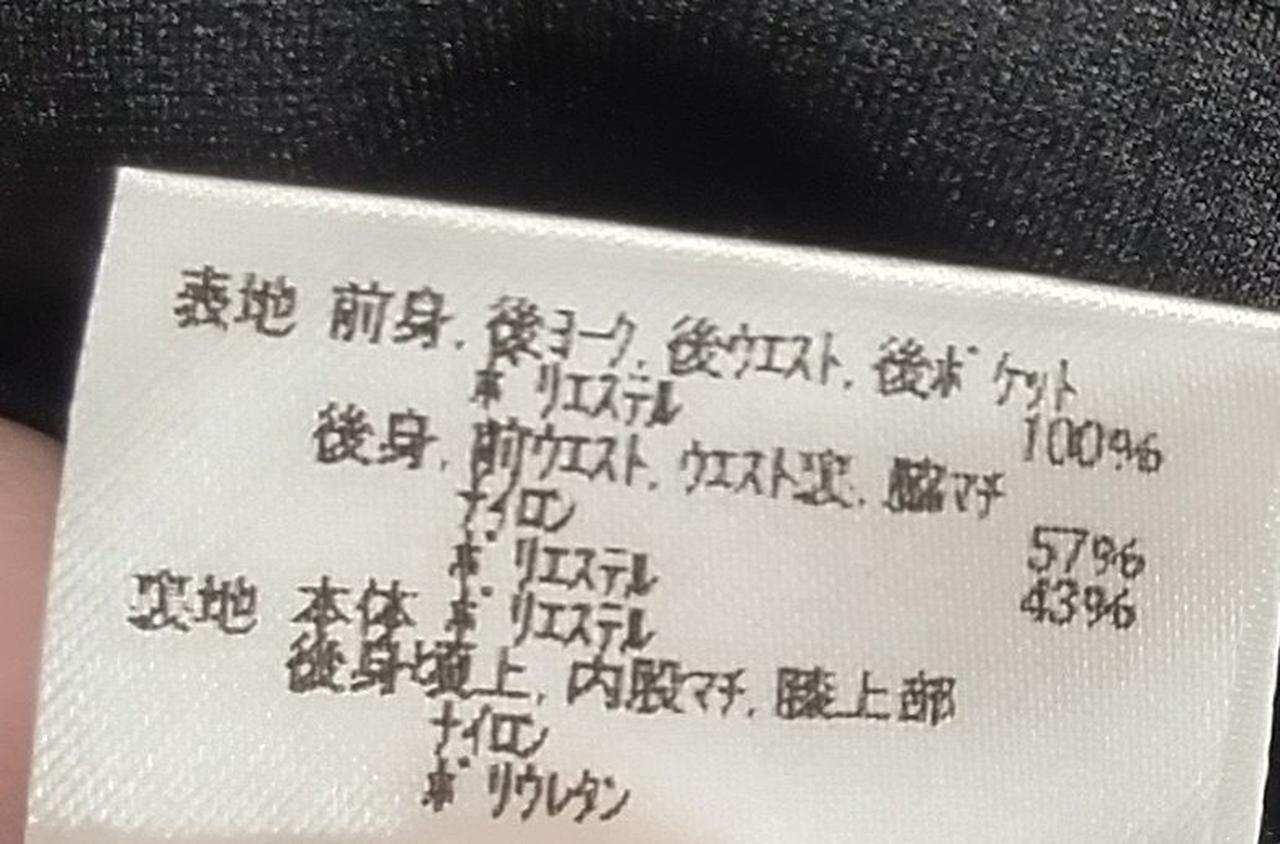 表地 前身,後ヨーク,後ウエスト,後ポケット
ポリエステル 100%
後身,前ウエスト,ウエスト裏,脇マチ
ナイロン 57%
ポリエステル 43%
裏地 本体 ポリエステル
後身頃上,内股マチ,膝上部
ナイロン
ポリウレタン